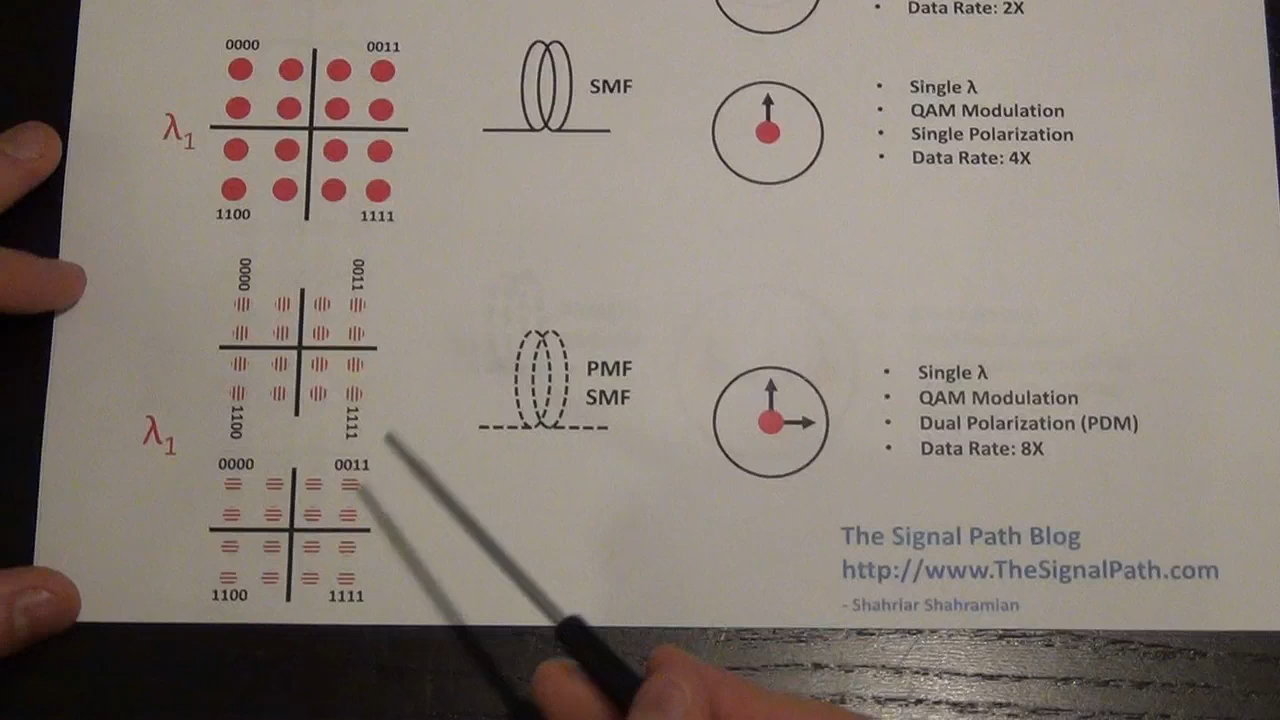 • Data Rate: 2X
0000 0011
λ1
1100 1111
SMF
• Single λ
• QAM Modulation
• Single Polarization
• Data Rate: 4X
0000 0011
1100 1111
λ1
0000 0011
1100 1111
PMF
SMF
• Single λ
• QAM Modulation
• Dual Polarization (PDM)
• Data Rate: 8X
The Signal Path Blog
http://www.TheSignalPath.com
- Shahriar Shahramian